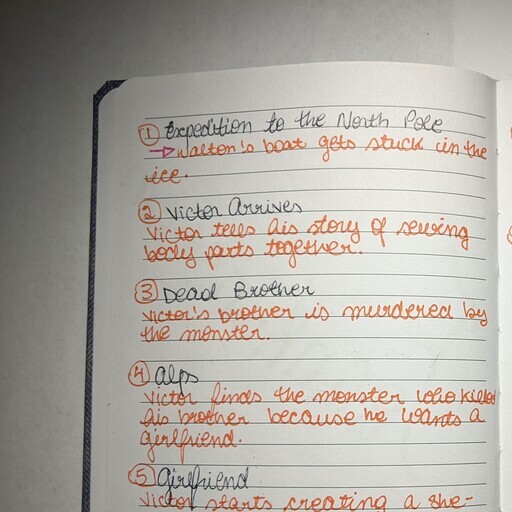 ① Expedition to the North Pole
→ Walton's boat gets stuck in the
ice.
② Victor Arrives
Victor tells his story of sewing
body parts together.
③ Dead Brother
Victor's brother is murdered by
the monster.
④ Alps
Victor finds the monster who killed
his brother because he wants a
girlfriend.
⑤ Girlfriend
Victor starts creating a she-